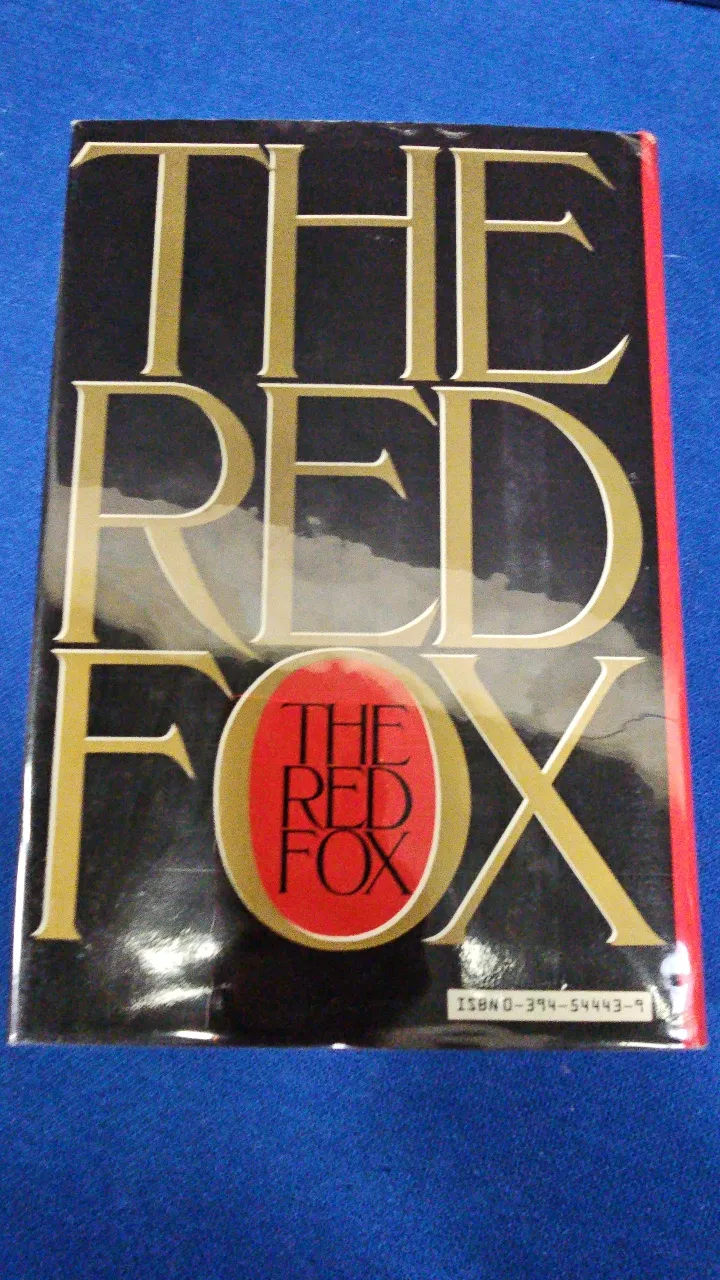 THE
RED
FOX
THE
RED
FOX
ISBN 0-394-54443-9